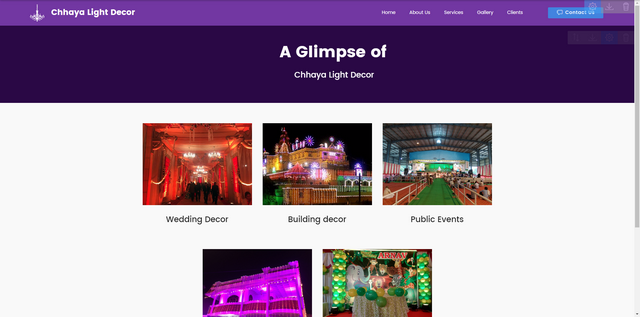 Chhaya Light Decor
Home About Us Services Gallery Clients Contact Us
A Glimpse of
Chhaya Light Decor
Wedding Decor Building decor Public Events
ARNAV